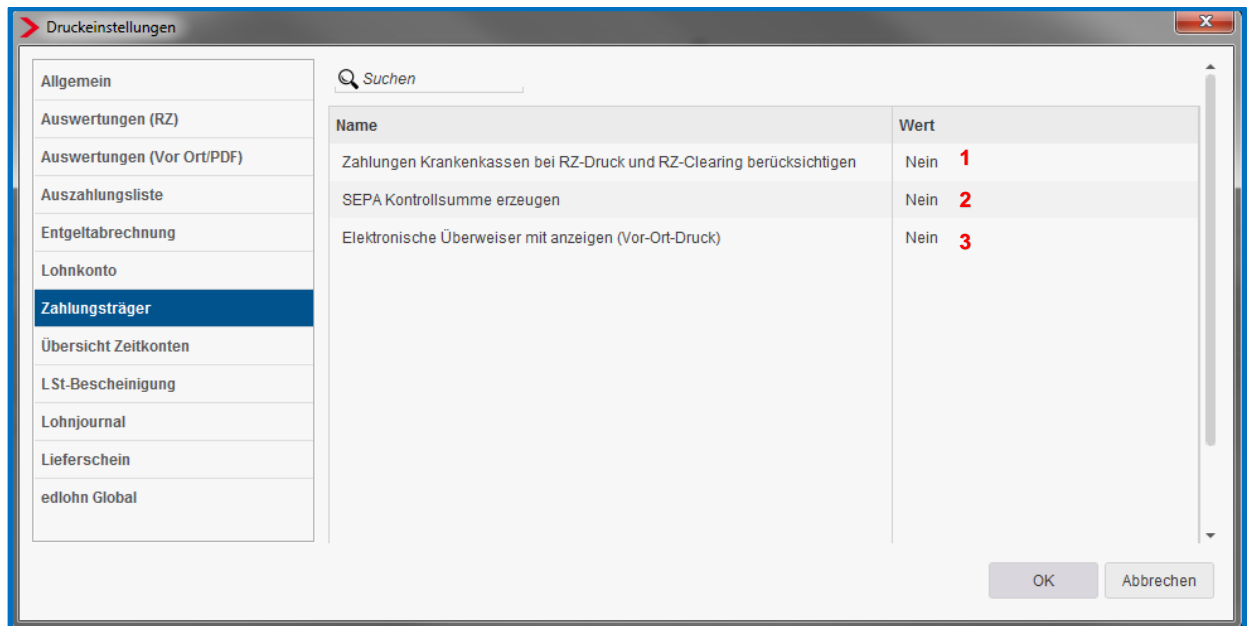 Druckeinstellungen
x
Allgemein
Auswertungen (RZ)
Auswertungen (Vor Ort/PDF)
Auszahlungsliste
Entgeltabrechnung
Lohnkonto
Zahlungsträger
Übersicht Zeitkonten
LSt-Bescheinigung
Lohnjournal
Lieferschein
edlohn Global
Suchen
Name Wert
Zahlungen Krankenkassen bei RZ-Druck und RZ-Clearing berücksichtigen Nein 1
SEPA Kontrollsumme erzeugen Nein 2
Elektronische Überweiser mit anzeigen (Vor-Ort-Druck) Nein 3
OK Abbrechen